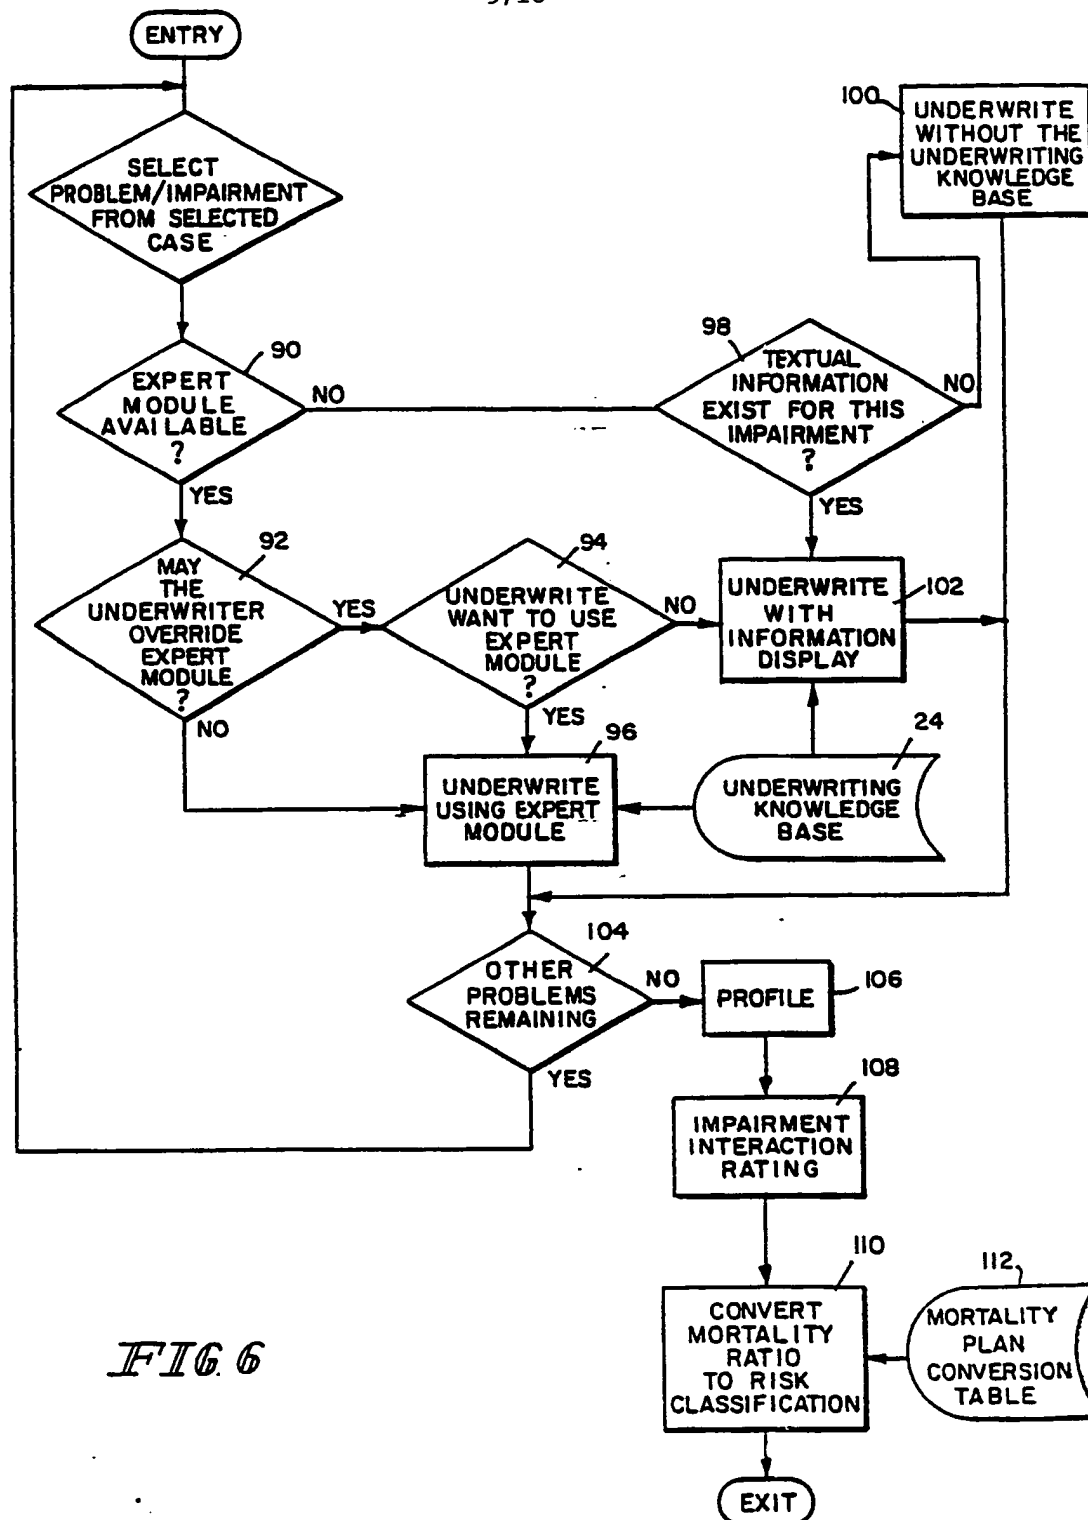 ENTRY
SELECT
PROBLEM/IMPAIRMENT
FROM SELECTED
CASE
100
UNDERWRITE
WITHOUT THE
UNDERWRITING
KNOWLEDGE
BASE
90
EXPERT
MODULE
AVAILABLE
?
NO
YES
98
TEXTUAL
INFORMATION
EXIST FOR THIS
IMPAIRMENT
?
NO
YES
92
MAY
THE
UNDERWRITER
OVERRIDE
EXPERT
MODULE
?
YES
NO
94
UNDERWRITE
WANT TO USE
EXPERT
MODULE
?
NO
YES
UNDERWRITE
WITH
INFORMATION
DISPLAY
102
96
UNDERWRITE
USING EXPERT
MODULE
24
UNDERWRITING
KNOWLEDGE
BASE
104
OTHER
PROBLEMS
REMAINING
NO
YES
PROFILE
106
108
IMPAIRMENT
INTERACTION
RATING
110
CONVERT
MORTALITY
RATIO
TO RISK
CLASSIFICATION
112
MORTALITY
PLAN
CONVERSION
TABLE
EXIT
FIG. 6